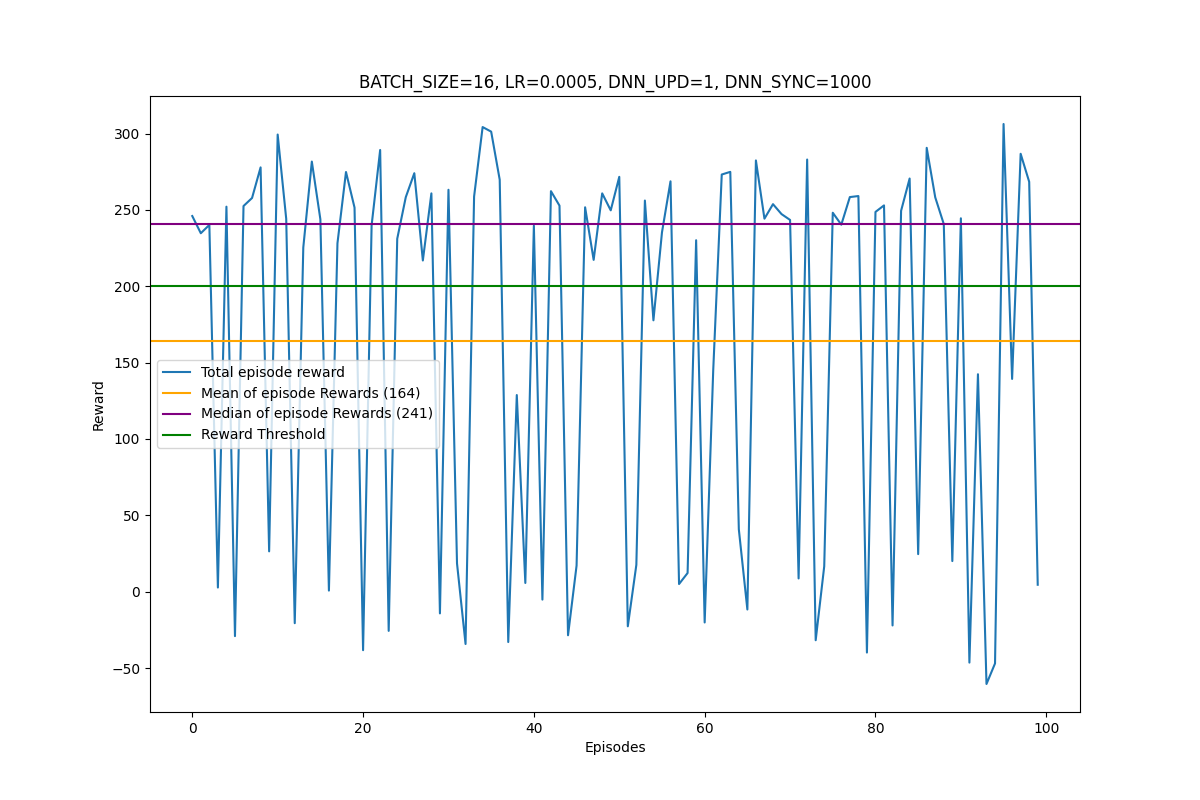 BATCH_SIZE=16, LR=0.0005, DNN_UPD=1, DNN_SYNC=1000
300
250
200
150
100
50
0
−50
Reward
Total episode reward
Mean of episode Rewards (164)
Median of episode Rewards (241)
Reward Threshold
0 20 40 60 80 100
Episodes